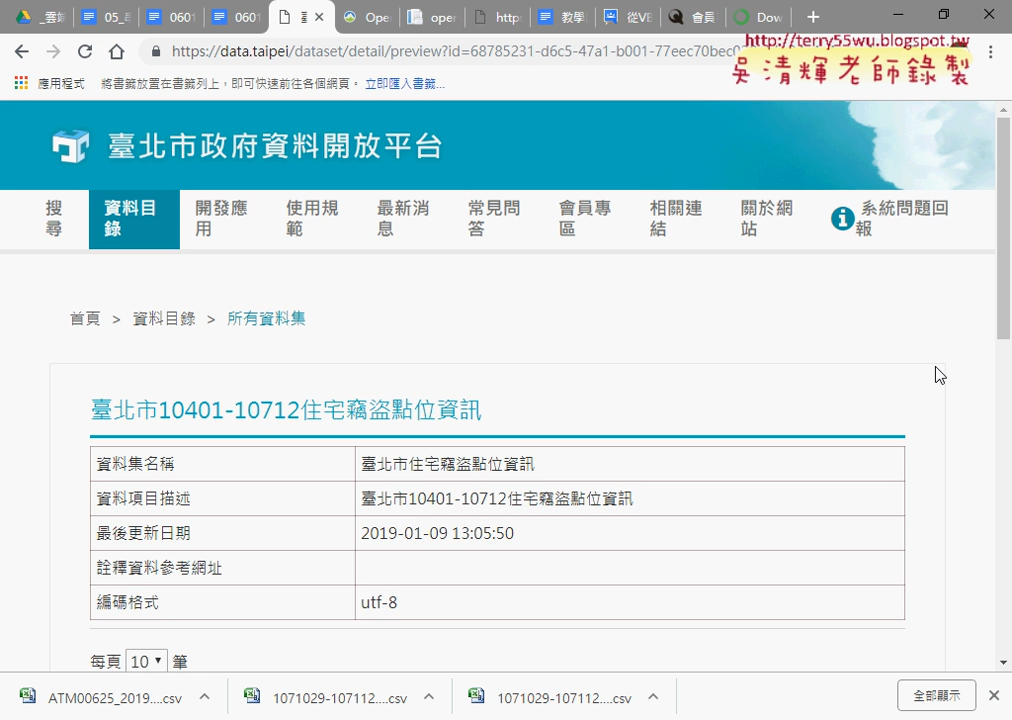 _雲端
05_
0601
0601
臺
Ope
oper
http
教學
從VB
會員
Dow
https://data.taipei/dataset/detail/preview?id=68785231-d6c5-47a1-b001-77eec70bec0
http://terry55wu.blogspot.tw
吳清輝老師錄製
應用程式 將書籤放置在書籤列上，即可快速前往各個網頁。 立即匯入書籤...
臺北市政府資料開放平台
搜尋
資料目錄
開發應用
使用規範
最新消息
常見問答
會員專區
相關連結
關於網站
系統問題回報
首頁 > 資料目錄 > 所有資料集
臺北市10401-10712住宅竊盜點位資訊
資料集名稱 臺北市住宅竊盜點位資訊
資料項目描述 臺北市10401-10712住宅竊盜點位資訊
最後更新日期 2019-01-09 13:05:50
詮釋資料參考網址
編碼格式 utf-8
每頁 10 筆
ATM00625_2019....csv
1071029-107112....csv
1071029-107112....csv
全部顯示